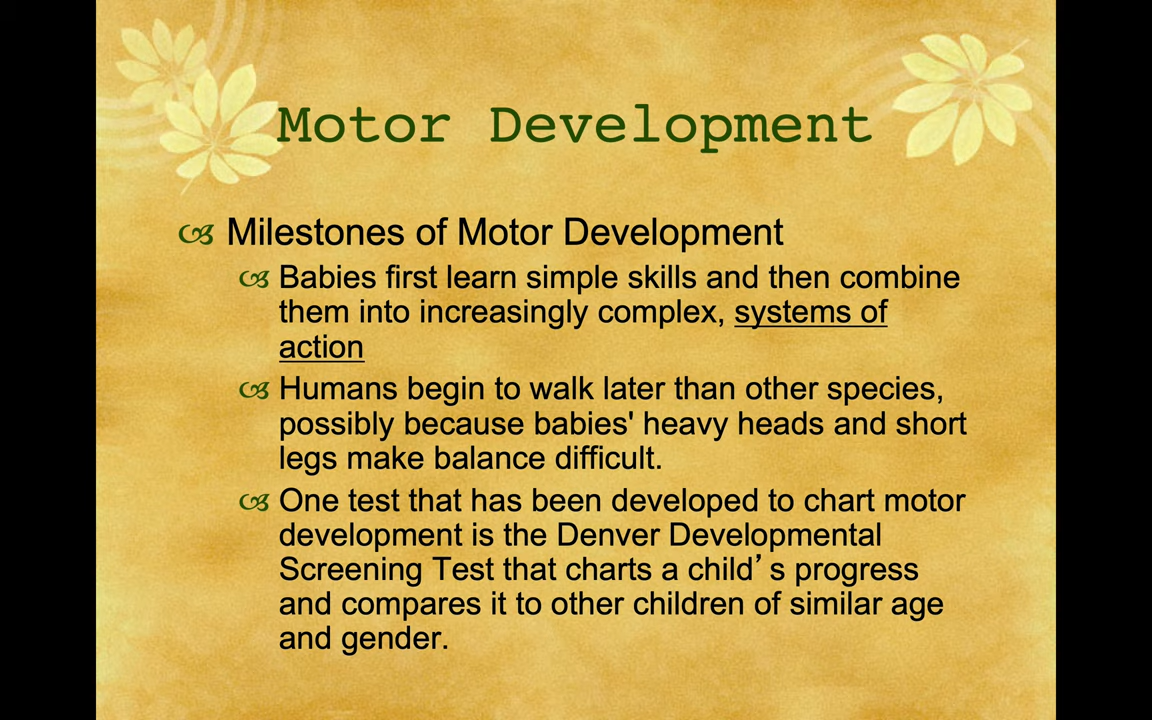 Motor Development
Milestones of Motor Development
Babies first learn simple skills and then combine
them into increasingly complex, systems of
action
Humans begin to walk later than other species,
possibly because babies' heavy heads and short
legs make balance difficult.
One test that has been developed to chart motor
development is the Denver Developmental
Screening Test that charts a child’s progress
and compares it to other children of similar age
and gender.